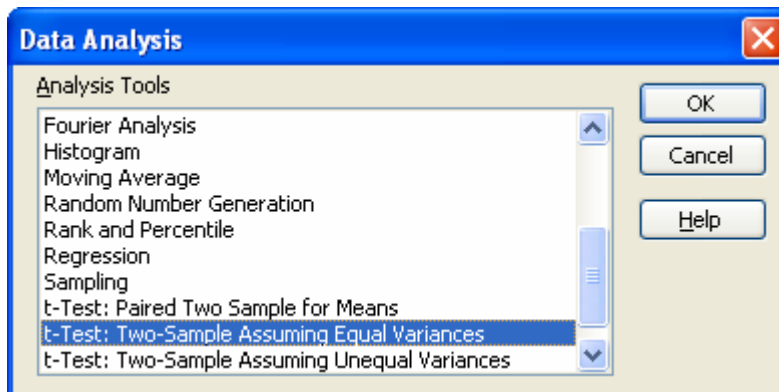 Data Analysis
Analysis Tools
Fourier Analysis
Histogram
Moving Average
Random Number Generation
Rank and Percentile
Regression
Sampling
t-Test: Paired Two Sample for Means
t-Test: Two-Sample Assuming Equal Variances
t-Test: Two-Sample Assuming Unequal Variances
OK
Cancel
Help